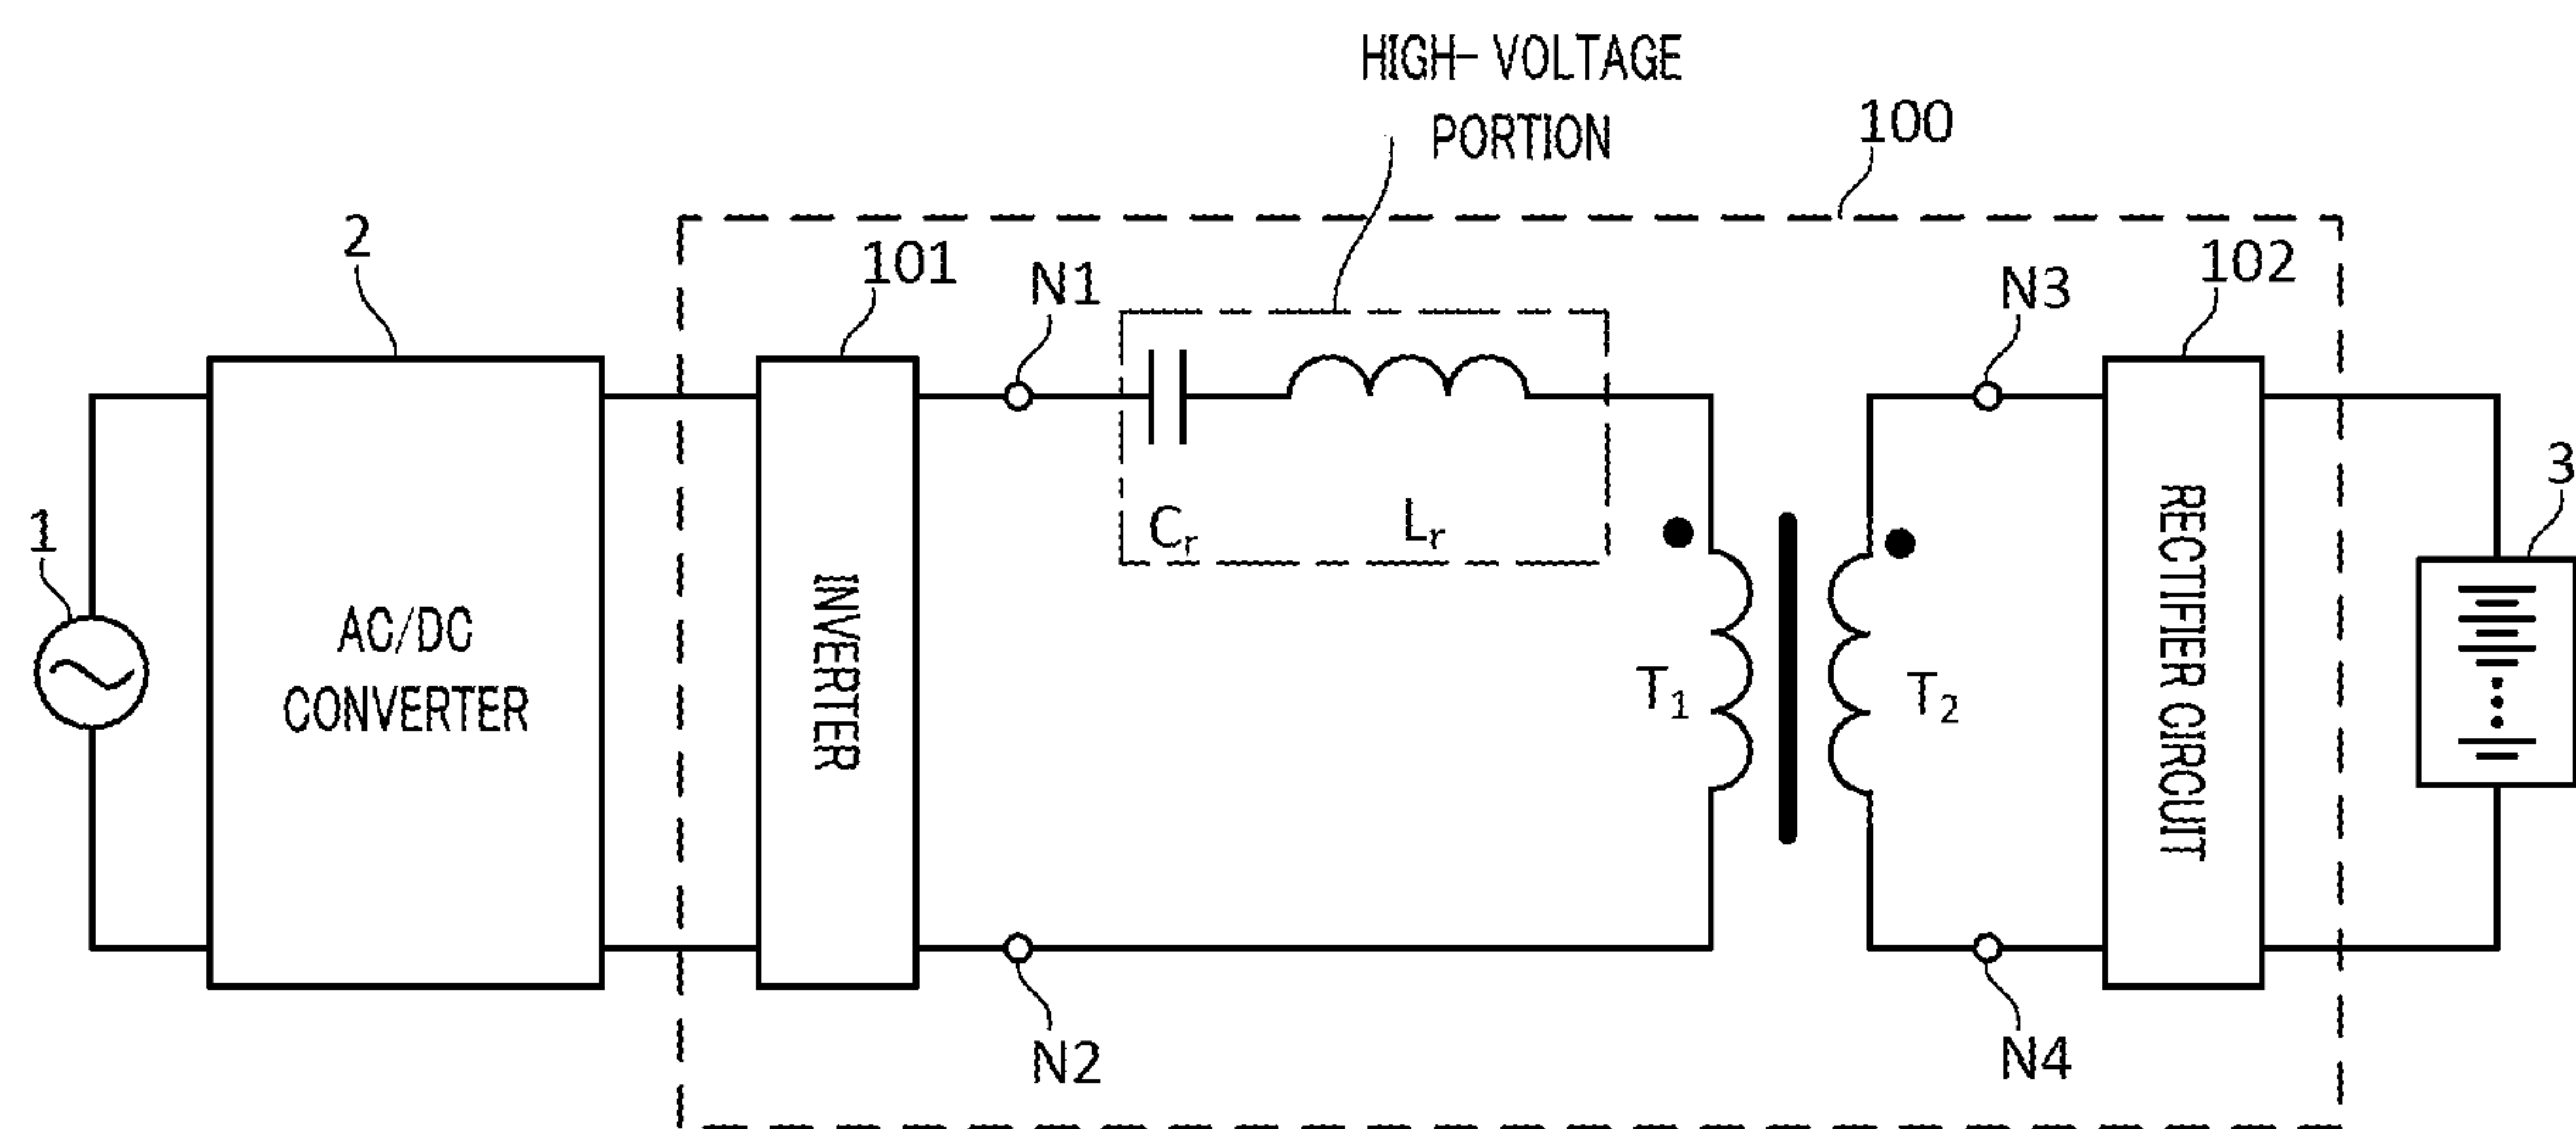 HIGH- VOLTAGE
PORTION
100
2
101
N1
N3
102
3
1
Cr
Lr
AC/DC
CONVERTER
INVERTER
T1
T2
RECTIFIER CIRCUIT
N2
N4